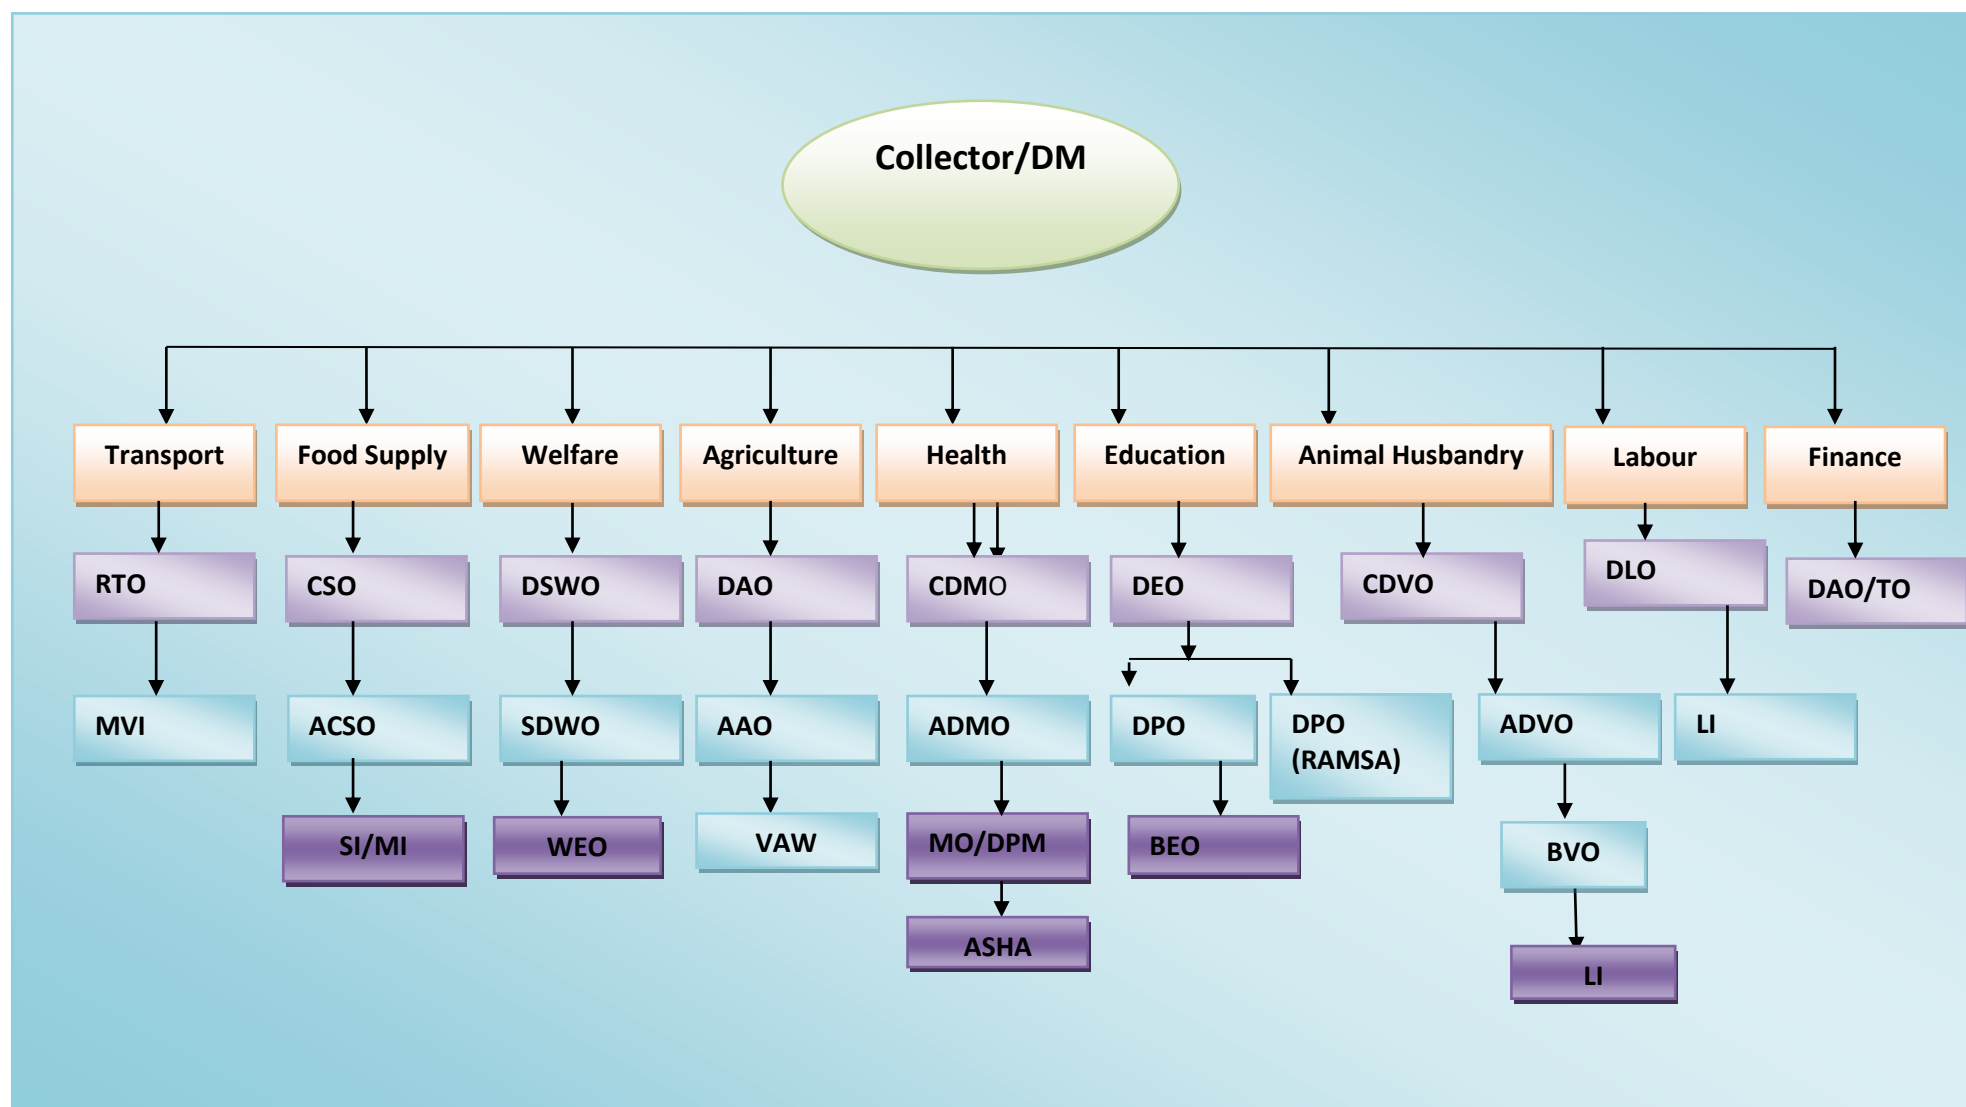 Collector/DM
Transport
Food Supply
Welfare
Agriculture
Health
Education
Animal Husbandry
Labour
Finance
RTO
CSO
DSWO
DAO
CDMO
DEO
CDVO
DLO
DAO/TO
MVI
ACSO
SDWO
AAO
ADMO
DPO
DPO
(RAMSA)
ADVO
LI
SI/MI
WEO
VAW
MO/DPM
BEO
BVO
ASHA
LI